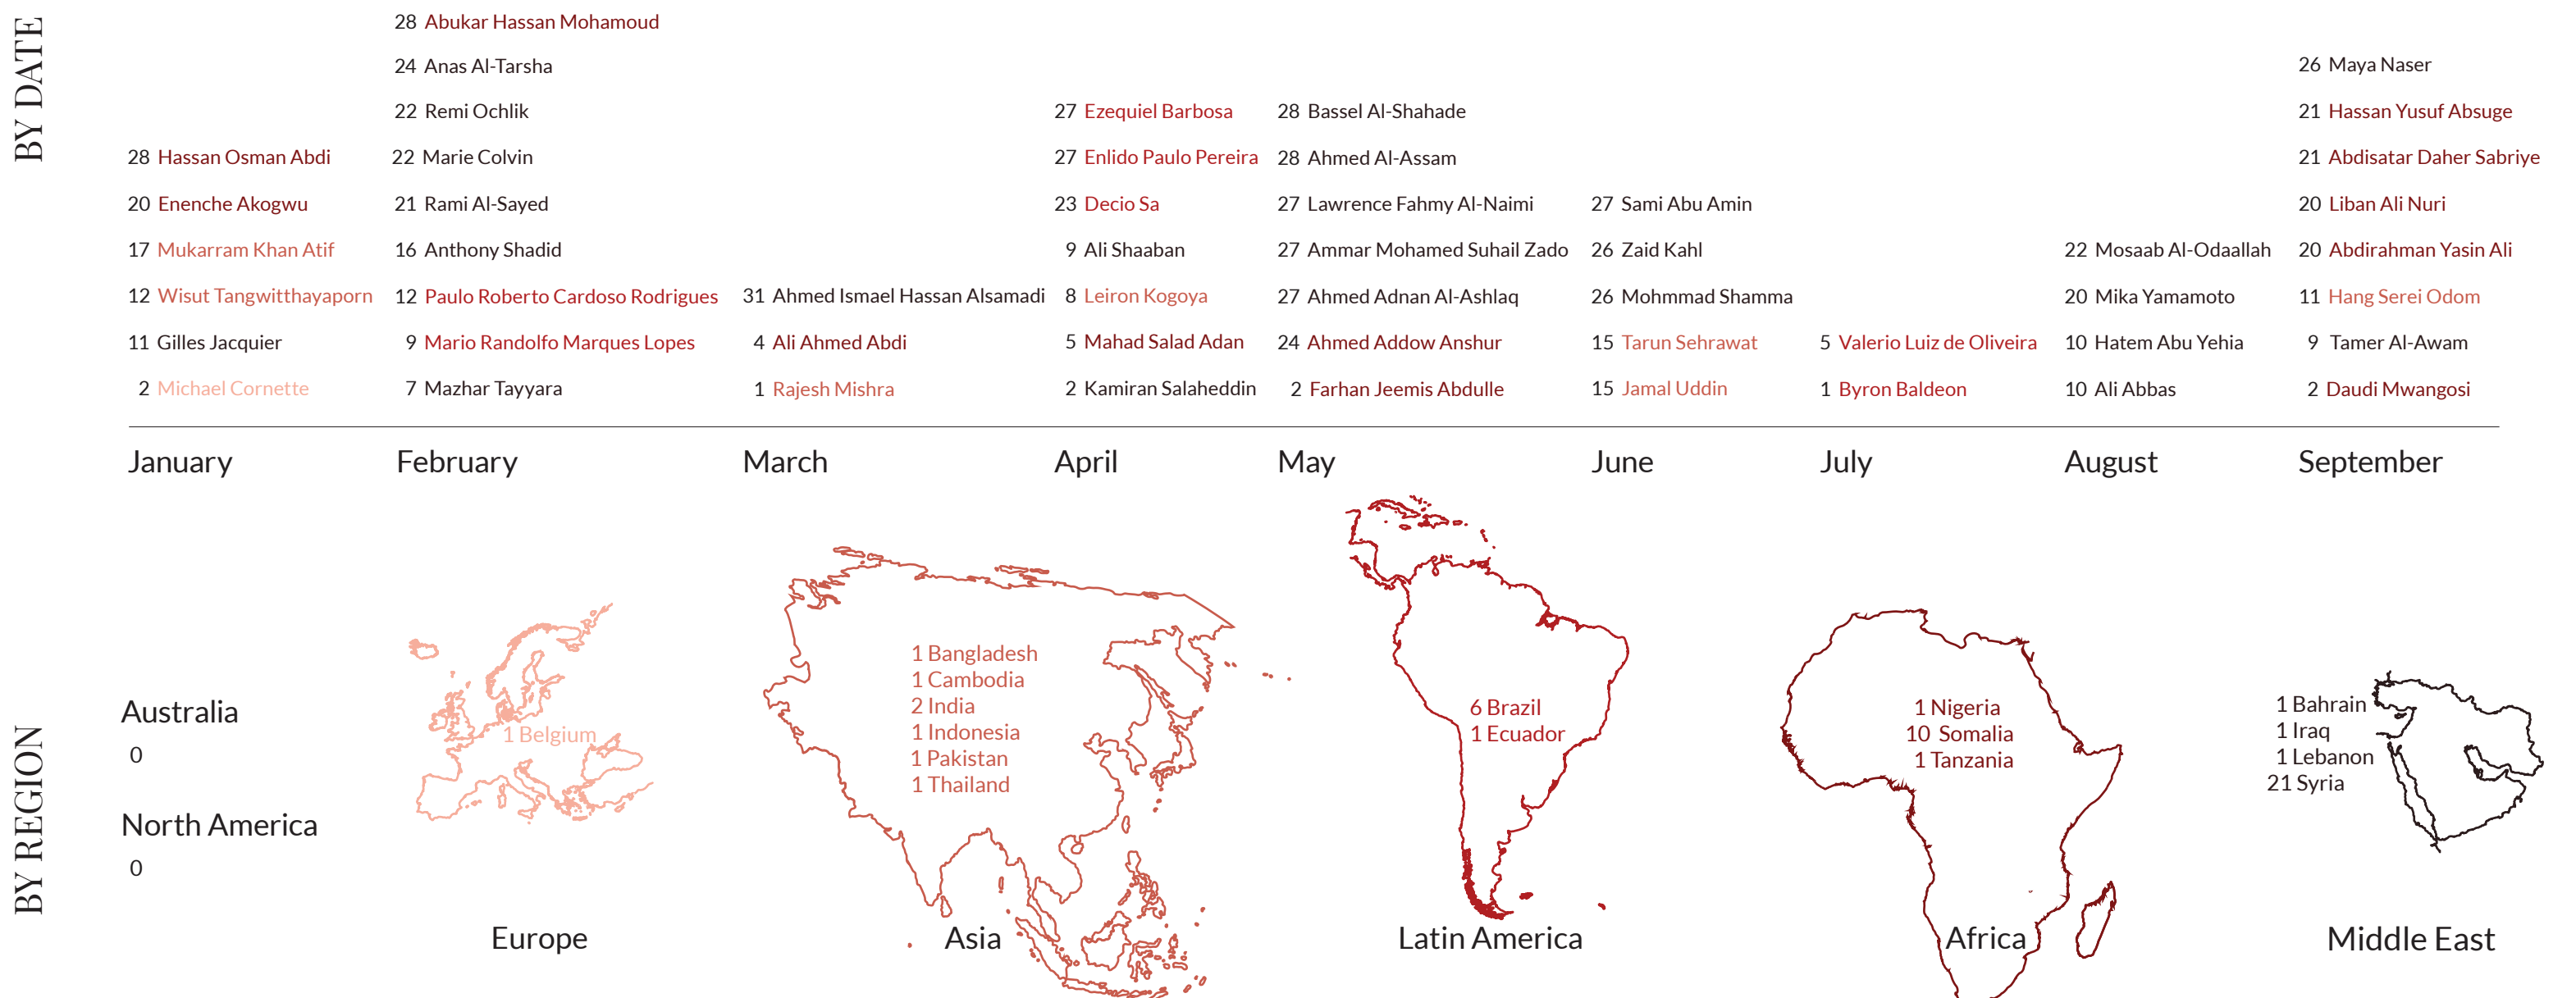 BY DATE
28 Hassan Osman Abdi
20 Enenche Akogwu
17 Mukarram Khan Atif
12 Wisut Tangwitthayaporn
11 Gilles Jacquier
2 Michael Cornette
January
28 Abukar Hassan Mohamoud
24 Anas Al-Tarsha
22 Remi Ochlik
22 Marie Colvin
21 Rami Al-Sayed
16 Anthony Shadid
12 Paulo Roberto Cardoso Rodrigues
9 Mario Randolfo Marques Lopes
7 Mazhar Tayyara
February
31 Ahmed Ismael Hassan Alsamadi
4 Ali Ahmed Abdi
1 Rajesh Mishra
March
27 Ezequiel Barbosa
27 Enlido Paulo Pereira
23 Decio Sa
9 Ali Shaaban
8 Leiron Kogoya
5 Mahad Salad Adan
2 Kamiran Salaheddin
April
28 Bassel Al-Shahade
28 Ahmed Al-Assam
27 Lawrence Fahmy Al-Naimi
27 Ammar Mohamed Suhail Zado
27 Ahmed Adnan Al-Ashlaq
24 Ahmed Addow Anshur
2 Farhan Jeemis Abdulle
May
27 Sami Abu Amin
26 Zaid Kahl
26 Mohmmad Shamma
15 Tarun Sehrawat
15 Jamal Uddin
June
5 Valerio Luiz de Oliveira
1 Byron Baldeon
July
22 Mosaab Al-Odaallah
20 Mika Yamamoto
10 Hatem Abu Yehia
10 Ali Abbas
August
26 Maya Naser
21 Hassan Yusuf Absuge
21 Abdisatar Daher Sabriye
20 Liban Ali Nuri
20 Abdirahman Yasin Ali
11 Hang Serei Odom
9 Tamer Al-Awam
2 Daudi Mwangosi
September
BY REGION
Australia
0
North America
0
1 Belgium
Europe
1 Bangladesh
1 Cambodia
2 India
1 Indonesia
1 Pakistan
1 Thailand
Asia
6 Brazil
1 Ecuador
Latin America
1 Nigeria
10 Somalia
1 Tanzania
Africa
1 Bahrain
1 Iraq
1 Lebanon
21 Syria
Middle East